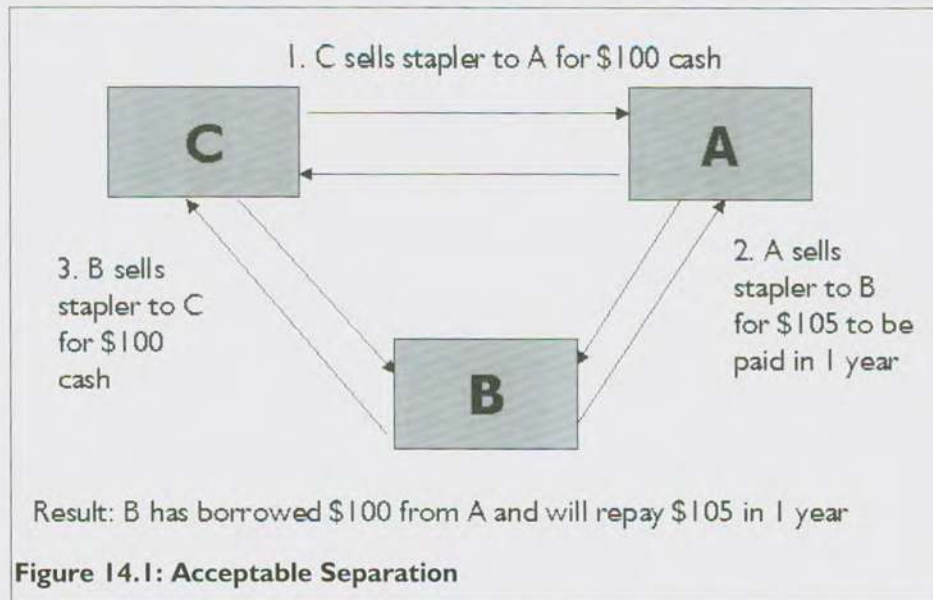 1. C sells stapler to A for $100 cash
C
A
3. B sells
stapler to C
for $100
cash
2. A sells
stapler to B
for $105 to be
paid in 1 year
B
Result: B has borrowed $100 from A and will repay $105 in 1 year
Figure 14.1: Acceptable Separation